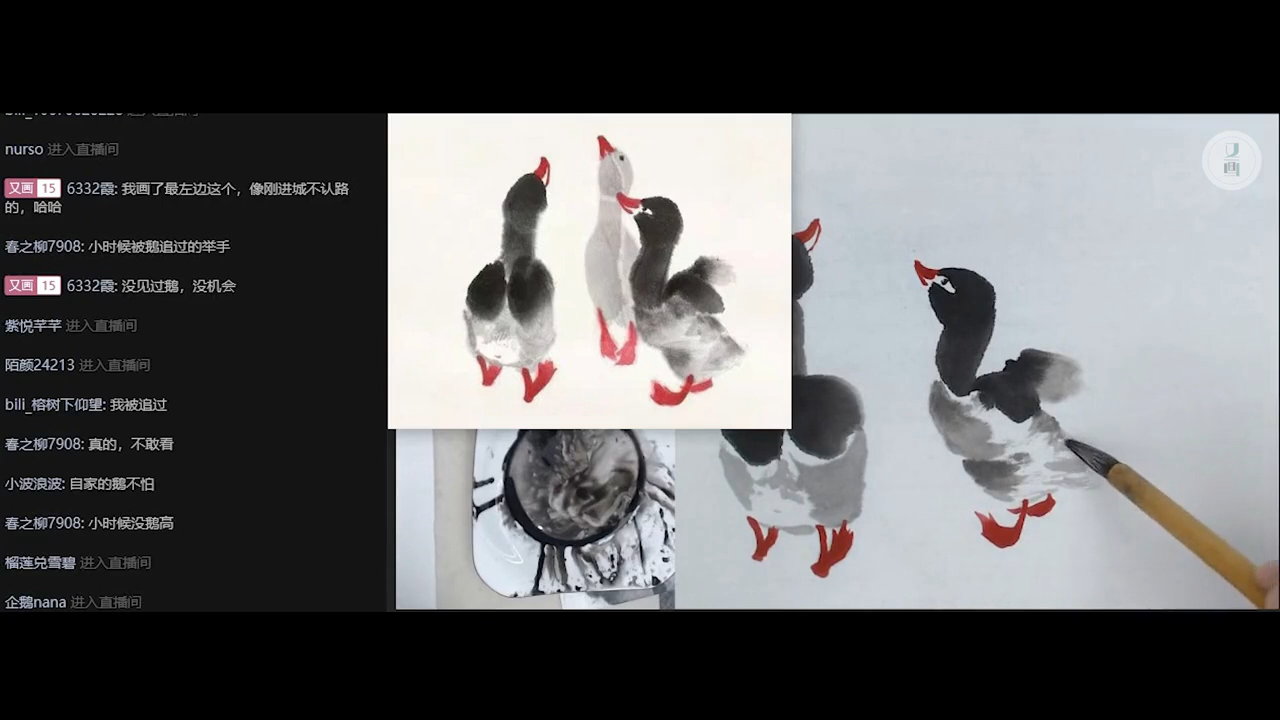 nurso 进入直播间
又画 15 6332霞: 我画了最左边这个，像刚进城不认路
的，哈哈
春之柳7908: 小时候被鹅追过的举手
又画 15 6332霞: 没见过鹅，没机会
紫悦芊芊 进入直播间
陌颜24213 进入直播间
bili_榕树下仰望: 我被追过
春之柳7908: 真的，不敢看
小波浪波: 自家的鹅不怕
春之柳7908: 小时候没鹅高
榴莲兑雪碧 进入直播间
企鹅nana 进入直播间